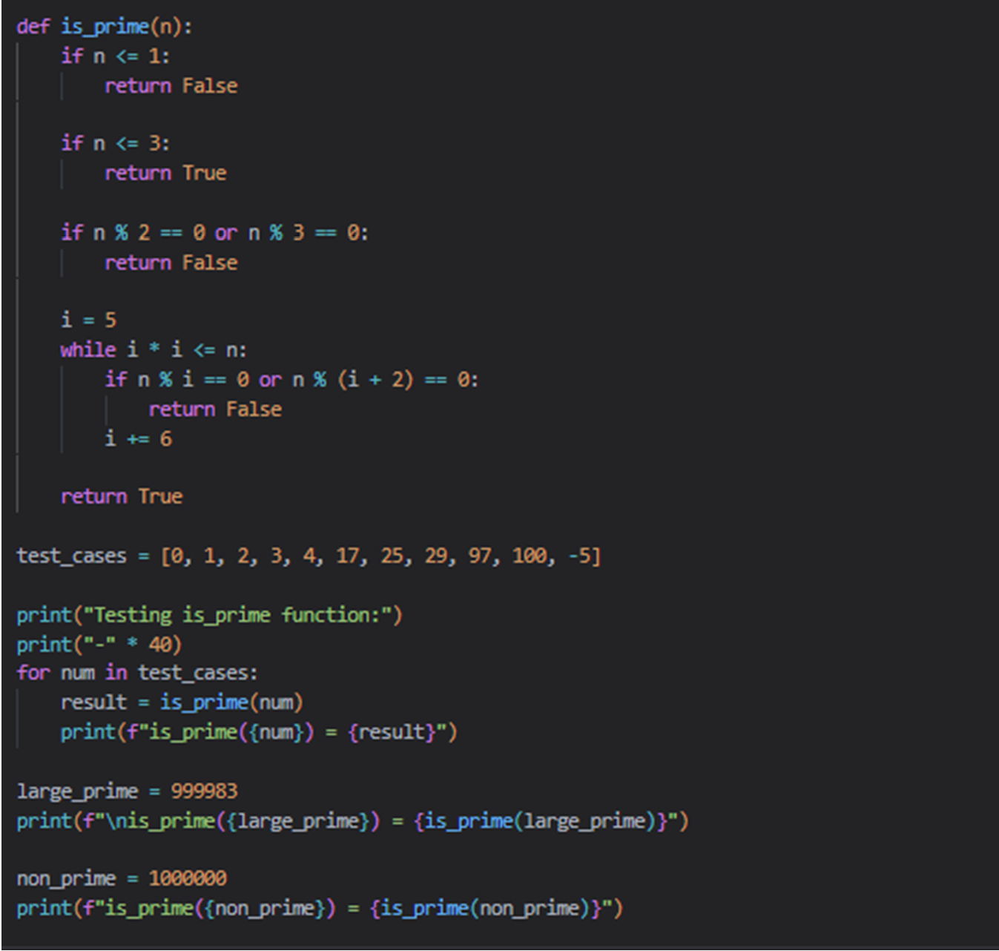 def is_prime(n):
    if n <= 1:
        return False

    if n <= 3:
        return True

    if n % 2 == 0 or n % 3 == 0:
        return False

    i = 5
    while i * i <= n:
        if n % i == 0 or n % (i + 2) == 0:
            return False
        i += 6

    return True

test_cases = [0, 1, 2, 3, 4, 17, 25, 29, 97, 100, -5]

print("Testing is_prime function:")
print("-" * 40)
for num in test_cases:
    result = is_prime(num)
    print(f"is_prime({num}) = {result}")

large_prime = 999983
print(f"\nis_prime({large_prime}) = {is_prime(large_prime)}")

non_prime = 1000000
print(f"is_prime({non_prime}) = {is_prime(non_prime)}")